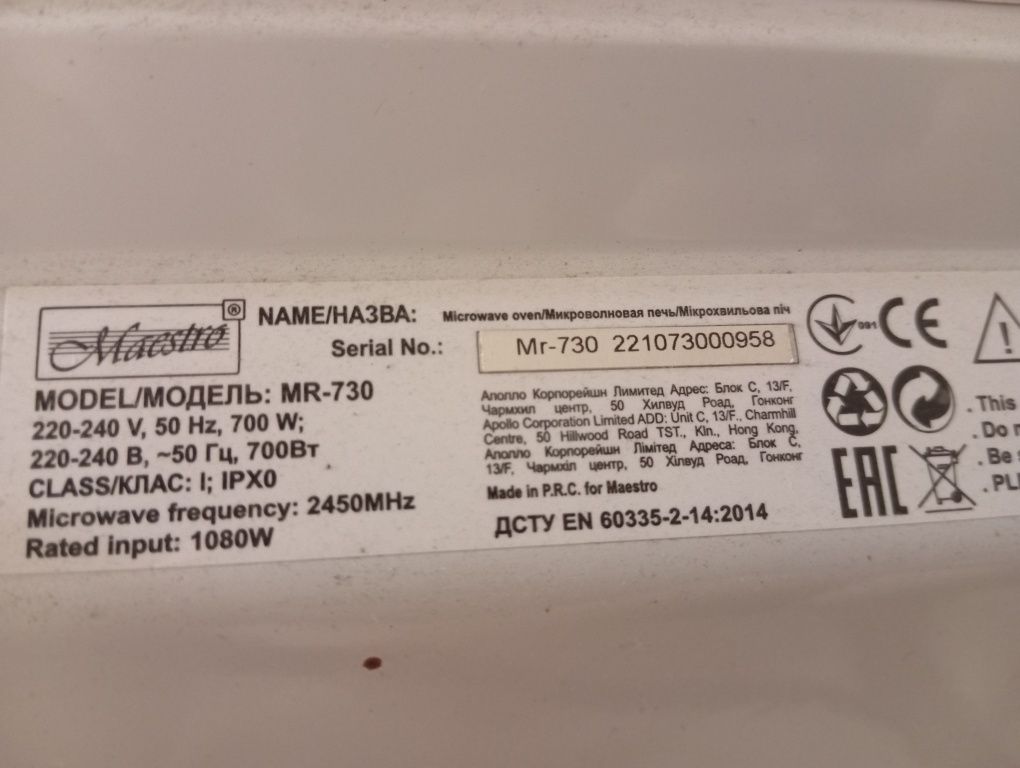 Maestro ®
NAME/НАЗВА: Microwave oven/Микроволновая печь/Мікрохвильова піч
Serial No.: Mr-730 221073000958
MODEL/МОДЕЛЬ: MR-730
220-240 V, 50 Hz, 700 W;
220-240 В, ~50 Гц, 700Вт
CLASS/КЛАС: I; IPX0
Microwave frequency: 2450MHz
Rated input: 1080W
Аполло Корпорейшн Лимитед Адрес: Блок С, 13/F,
Чармхил центр, 50 Хилвуд Роад, Гонконг
Apollo Corporation Limited ADD: Unit C, 13/F., Charmhill
Centre, 50 Hillwood Road TST., Kln., Hong Kong,
Аполло Корпорейшн Лімітед Адреса: Блок С,
13/F, Чармхіл центр, 50 Хілвуд Роад, Гонконг
Made in P.R.C. for Maestro
ДСТУ EN 60335-2-14:2014
091
CE
EAC
!
. This
. Do
. Be